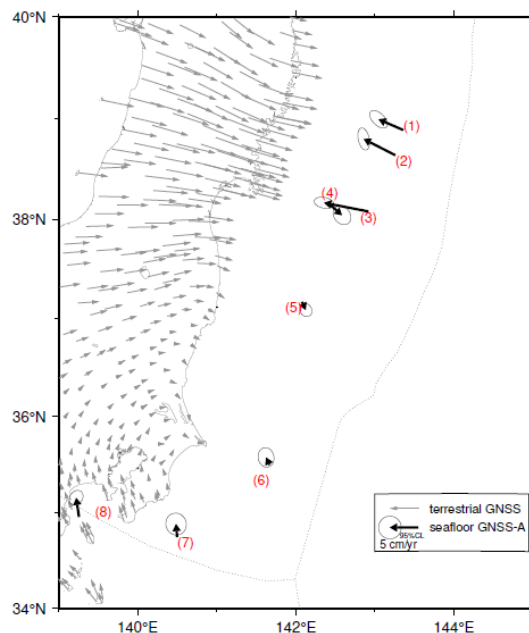 40°N
(1)
(2)
(4)
(3)
38°N
(5)
36°N
(6)
(8)
(7)
terrestrial GNSS
seafloor GNSS-A
95%CL
5 cm/yr
34°N
140°E
142°E
144°E